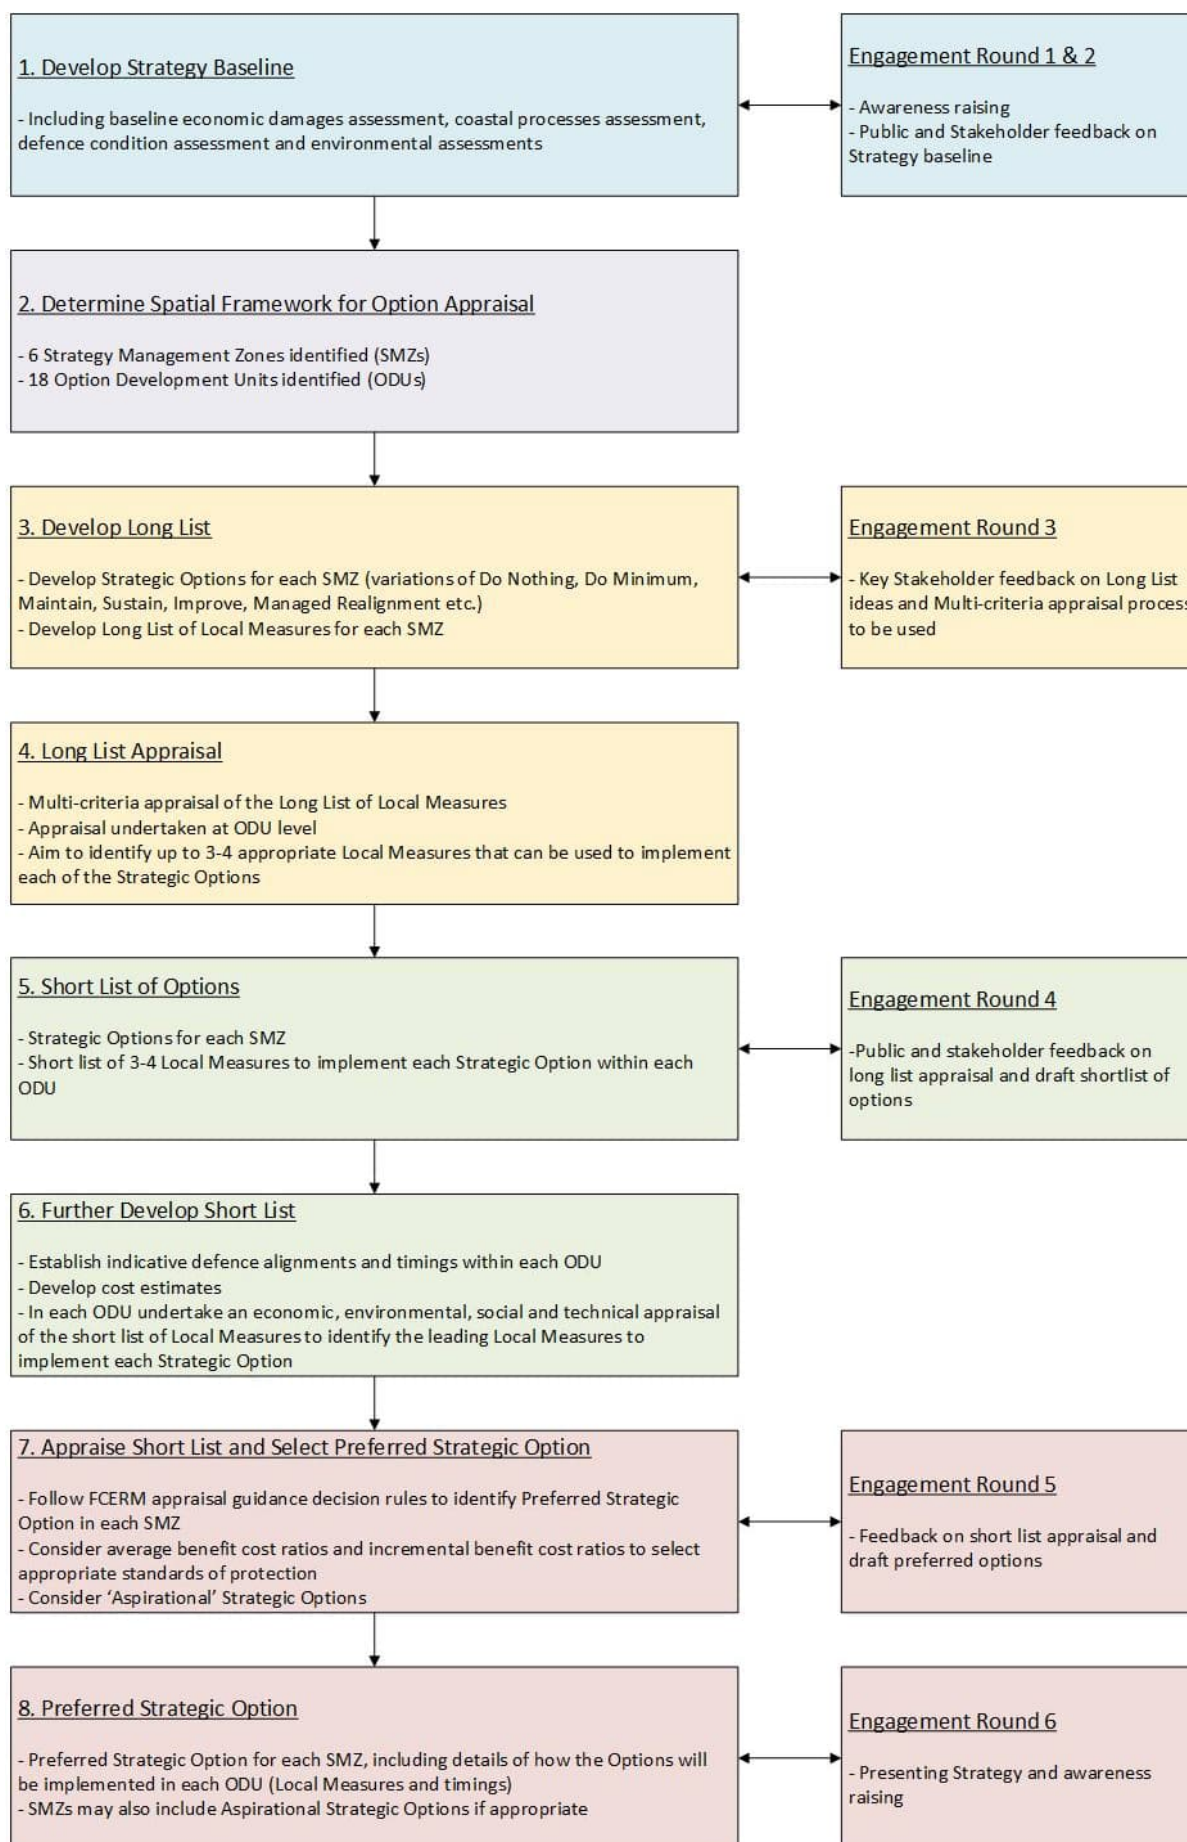 1. Develop Strategy Baseline
- Including baseline economic damages assessment, coastal processes assessment,
defence condition assessment and environmental assessments
Engagement Round 1 & 2
- Awareness raising
- Public and Stakeholder feedback on
Strategy baseline
2. Determine Spatial Framework for Option Appraisal
- 6 Strategy Management Zones identified (SMZs)
- 18 Option Development Units identified (ODUs)
3. Develop Long List
- Develop Strategic Options for each SMZ (variations of Do Nothing, Do Minimum,
Maintain, Sustain, Improve, Managed Realignment etc.)
- Develop Long List of Local Measures for each SMZ
Engagement Round 3
- Key Stakeholder feedback on Long List
ideas and Multi-criteria appraisal process
to be used
4. Long List Appraisal
- Multi-criteria appraisal of the Long List of Local Measures
- Appraisal undertaken at ODU level
- Aim to identify up to 3-4 appropriate Local Measures that can be used to implement
each of the Strategic Options
5. Short List of Options
- Strategic Options for each SMZ
- Short list of 3-4 Local Measures to implement each Strategic Option within each
ODU
Engagement Round 4
-Public and stakeholder feedback on
long list appraisal and draft shortlist of
options
6. Further Develop Short List
- Establish indicative defence alignments and timings within each ODU
- Develop cost estimates
- In each ODU undertake an economic, environmental, social and technical appraisal
of the short list of Local Measures to identify the leading Local Measures to
implement each Strategic Option
7. Appraise Short List and Select Preferred Strategic Option
- Follow FCERM appraisal guidance decision rules to identify Preferred Strategic
Option in each SMZ
- Consider average benefit cost ratios and incremental benefit cost ratios to select
appropriate standards of protection
- Consider ‘Aspirational’ Strategic Options
Engagement Round 5
- Feedback on short list appraisal and
draft preferred options
8. Preferred Strategic Option
- Preferred Strategic Option for each SMZ, including details of how the Options will
be implemented in each ODU (Local Measures and timings)
- SMZs may also include Aspirational Strategic Options if appropriate
Engagement Round 6
- Presenting Strategy and awareness
raising